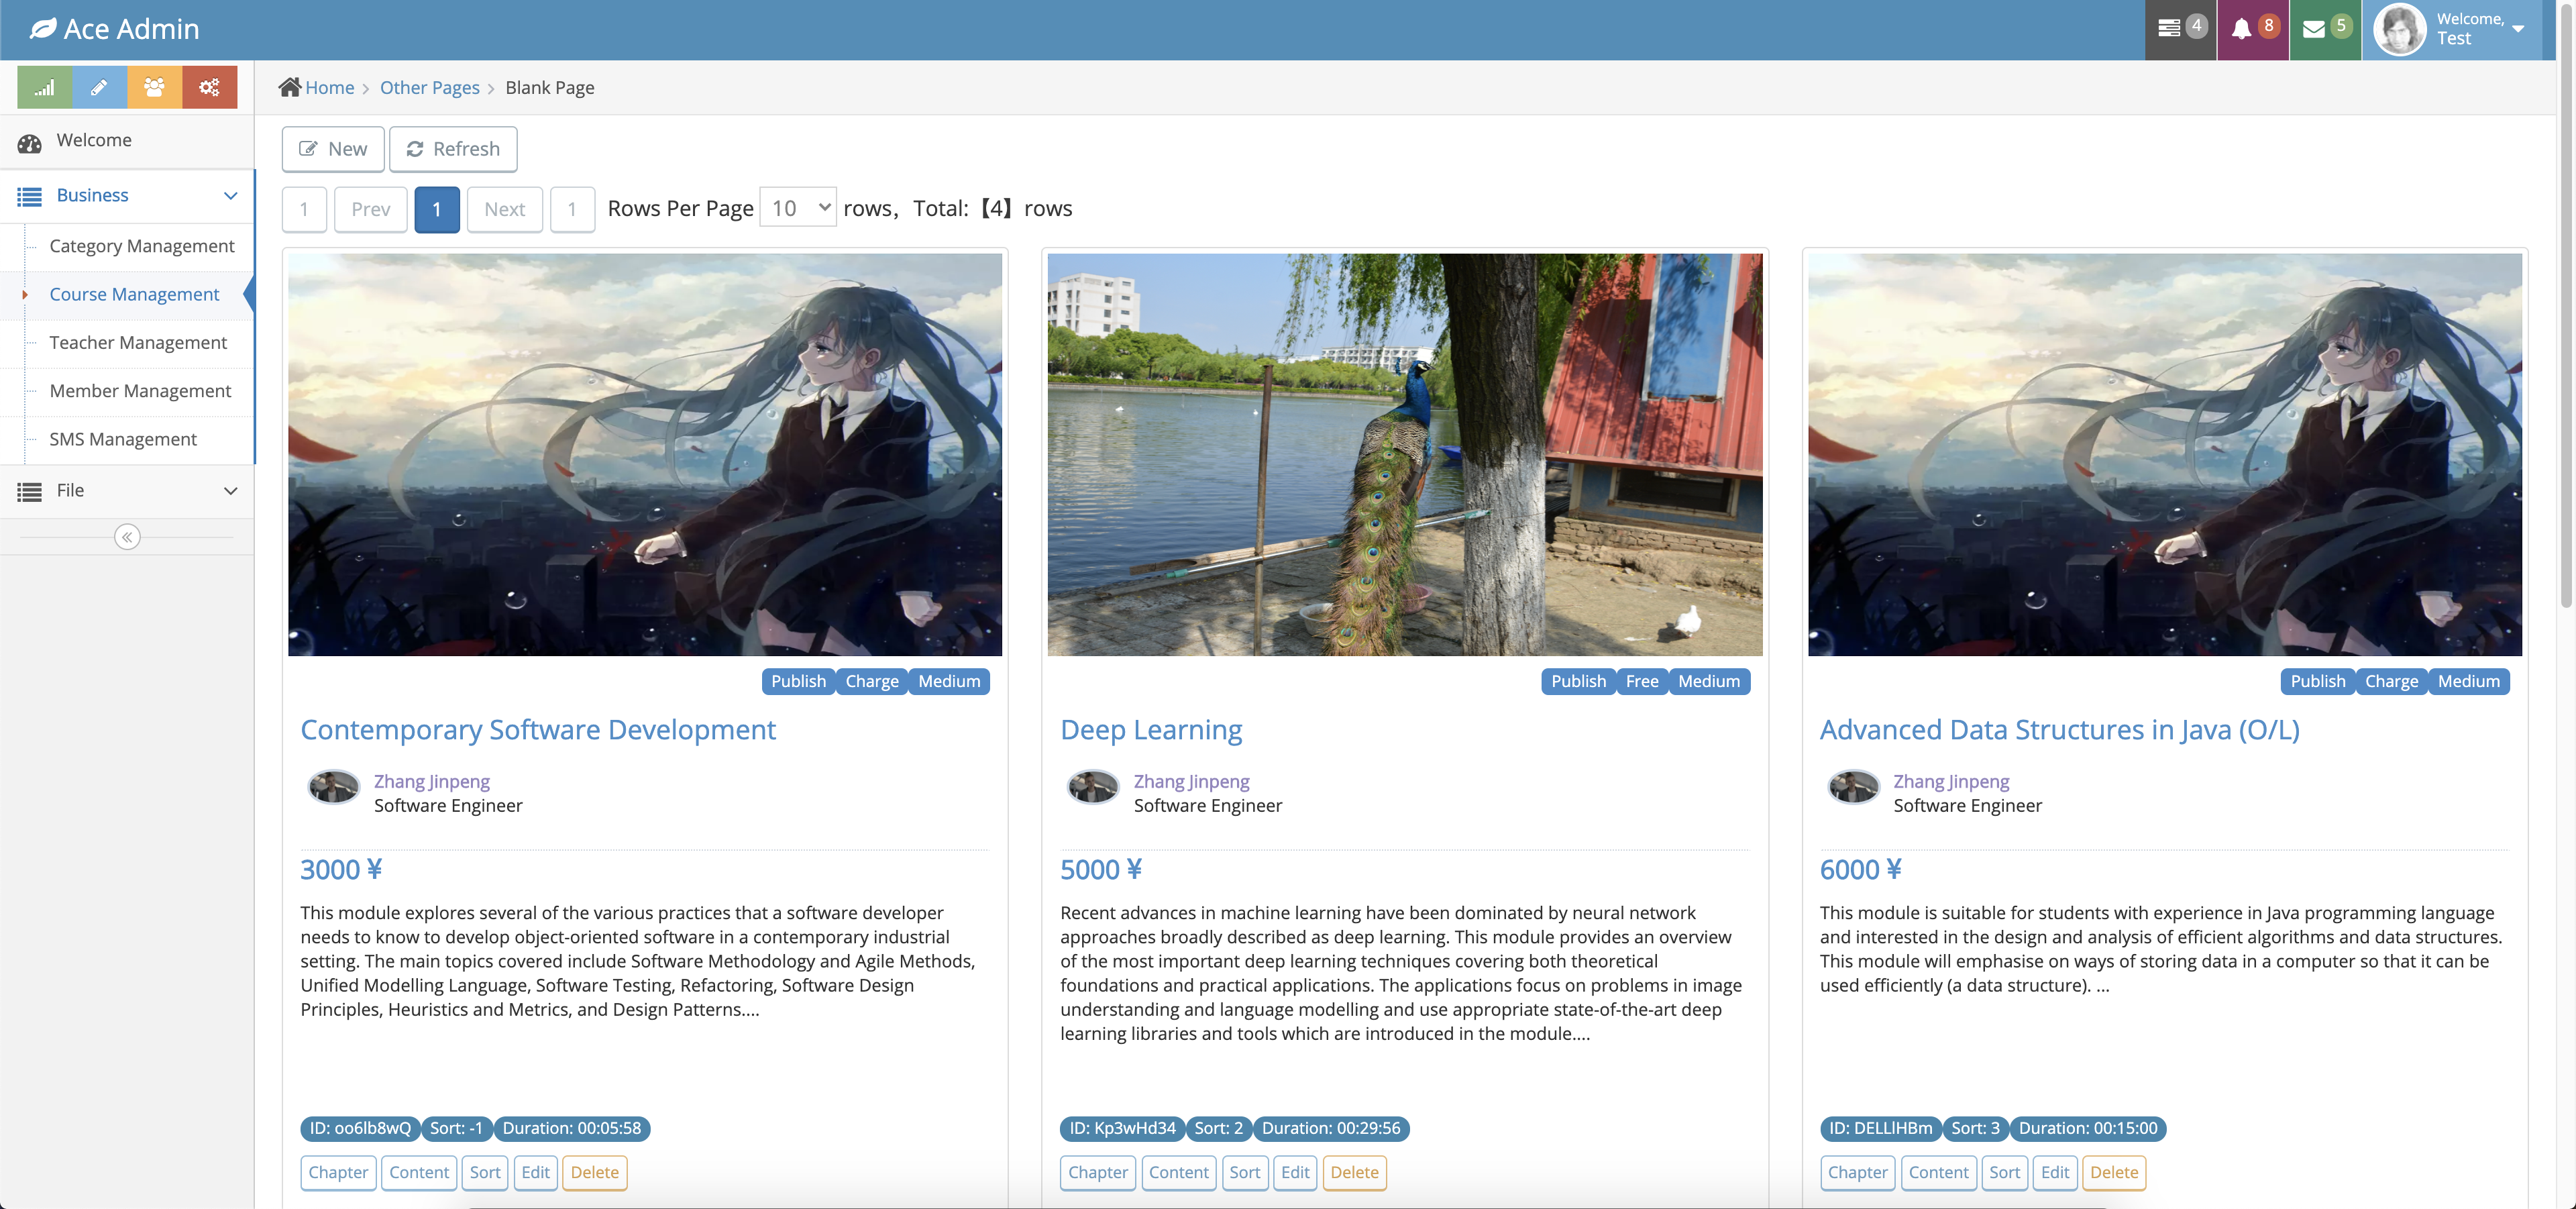 Ace Admin
4
8
5
Welcome,
Test
Home > Other Pages > Blank Page
Welcome
Business
Category Management
Course Management
Teacher Management
Member Management
SMS Management
File
New
Refresh
1 Prev 1 Next 1 Rows Per Page 10 rows，Total:【4】rows
Publish Charge Medium
Contemporary Software Development
Zhang Jinpeng
Software Engineer
3000 ¥
This module explores several of the various practices that a software developer
needs to know to develop object-oriented software in a contemporary industrial
setting. The main topics covered include Software Methodology and Agile Methods,
Unified Modelling Language, Software Testing, Refactoring, Software Design
Principles, Heuristics and Metrics, and Design Patterns....
ID: oo6lb8wQ Sort: -1 Duration: 00:05:58
Chapter Content Sort Edit Delete
Publish Free Medium
Deep Learning
Zhang Jinpeng
Software Engineer
5000 ¥
Recent advances in machine learning have been dominated by neural network
approaches broadly described as deep learning. This module provides an overview
of the most important deep learning techniques covering both theoretical
foundations and practical applications. The applications focus on problems in image
understanding and language modelling and use appropriate state-of-the-art deep
learning libraries and tools which are introduced in the module....
ID: Kp3wHd34 Sort: 2 Duration: 00:29:56
Chapter Content Sort Edit Delete
Publish Charge Medium
Advanced Data Structures in Java (O/L)
Zhang Jinpeng
Software Engineer
6000 ¥
This module is suitable for students with experience in Java programming language
and interested in the design and analysis of efficient algorithms and data structures.
This module will emphasise on ways of storing data in a computer so that it can be
used efficiently (a data structure). ...
ID: DELLlHBm Sort: 3 Duration: 00:15:00
Chapter Content Sort Edit Delete